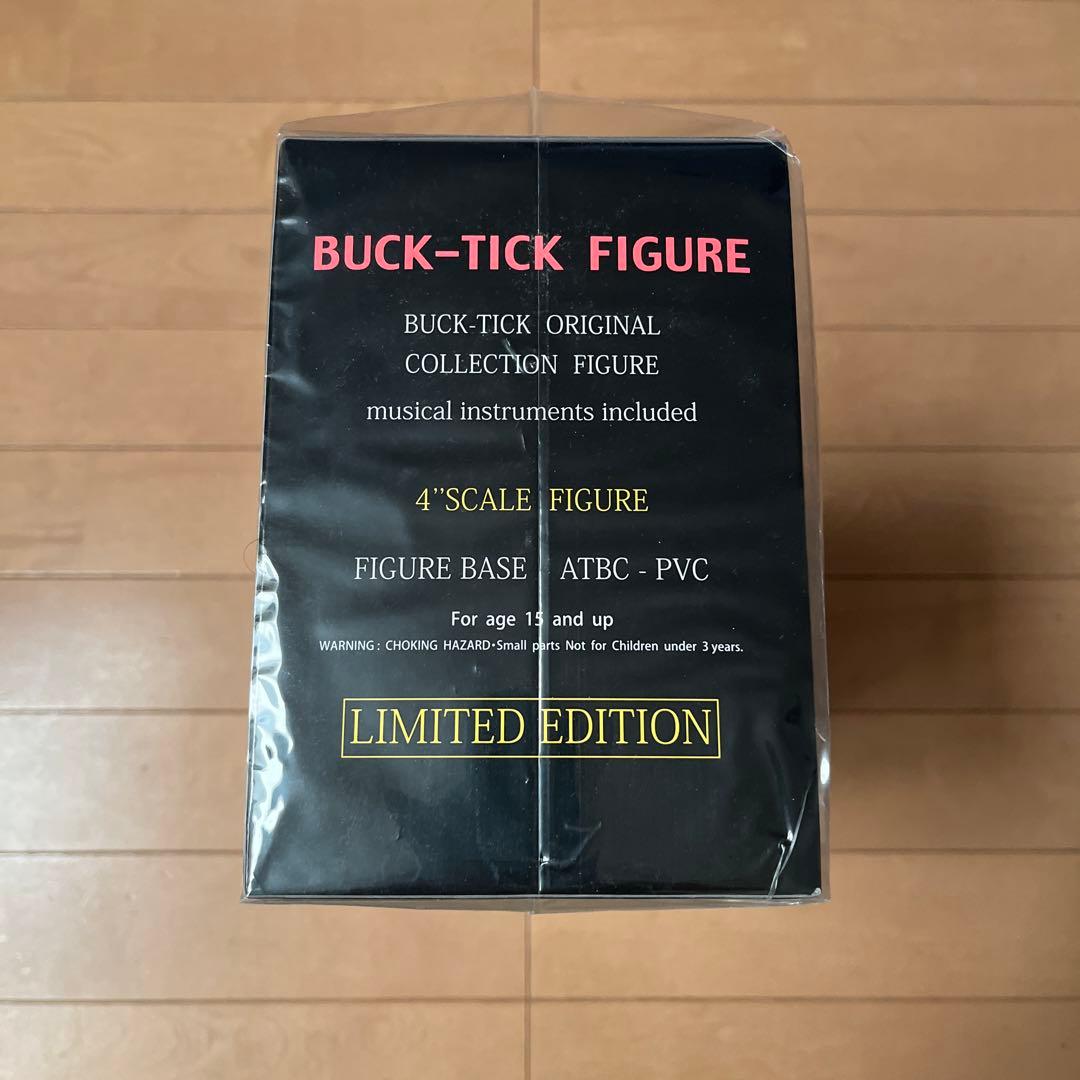 BUCK-TICK FIGURE
BUCK-TICK ORIGINAL
COLLECTION FIGURE
musical instruments included
4''SCALE FIGURE
FIGURE BASE ATBC - PVC
For age 15 and up
WARNING : CHOKING HAZARD•Small parts Not for Children under 3 years.
LIMITED EDITION